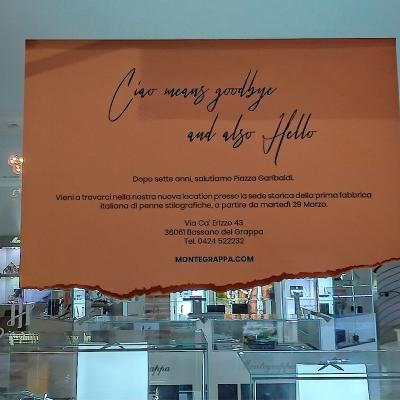 Ciao means goodbye
and also Hello
Dopo sette anni, salutiamo Piazza Garibaldi.
Vieni a trovarci nella nostra nuova location presso la sede storica della prima fabbrica
italiana di penne stilografiche, a partire da martedì 29 Marzo.
Via Ca' Erizzo 43
36061 Bassano del Grappa
Tel. 0424 522232
MONTEGRAPPA.COM